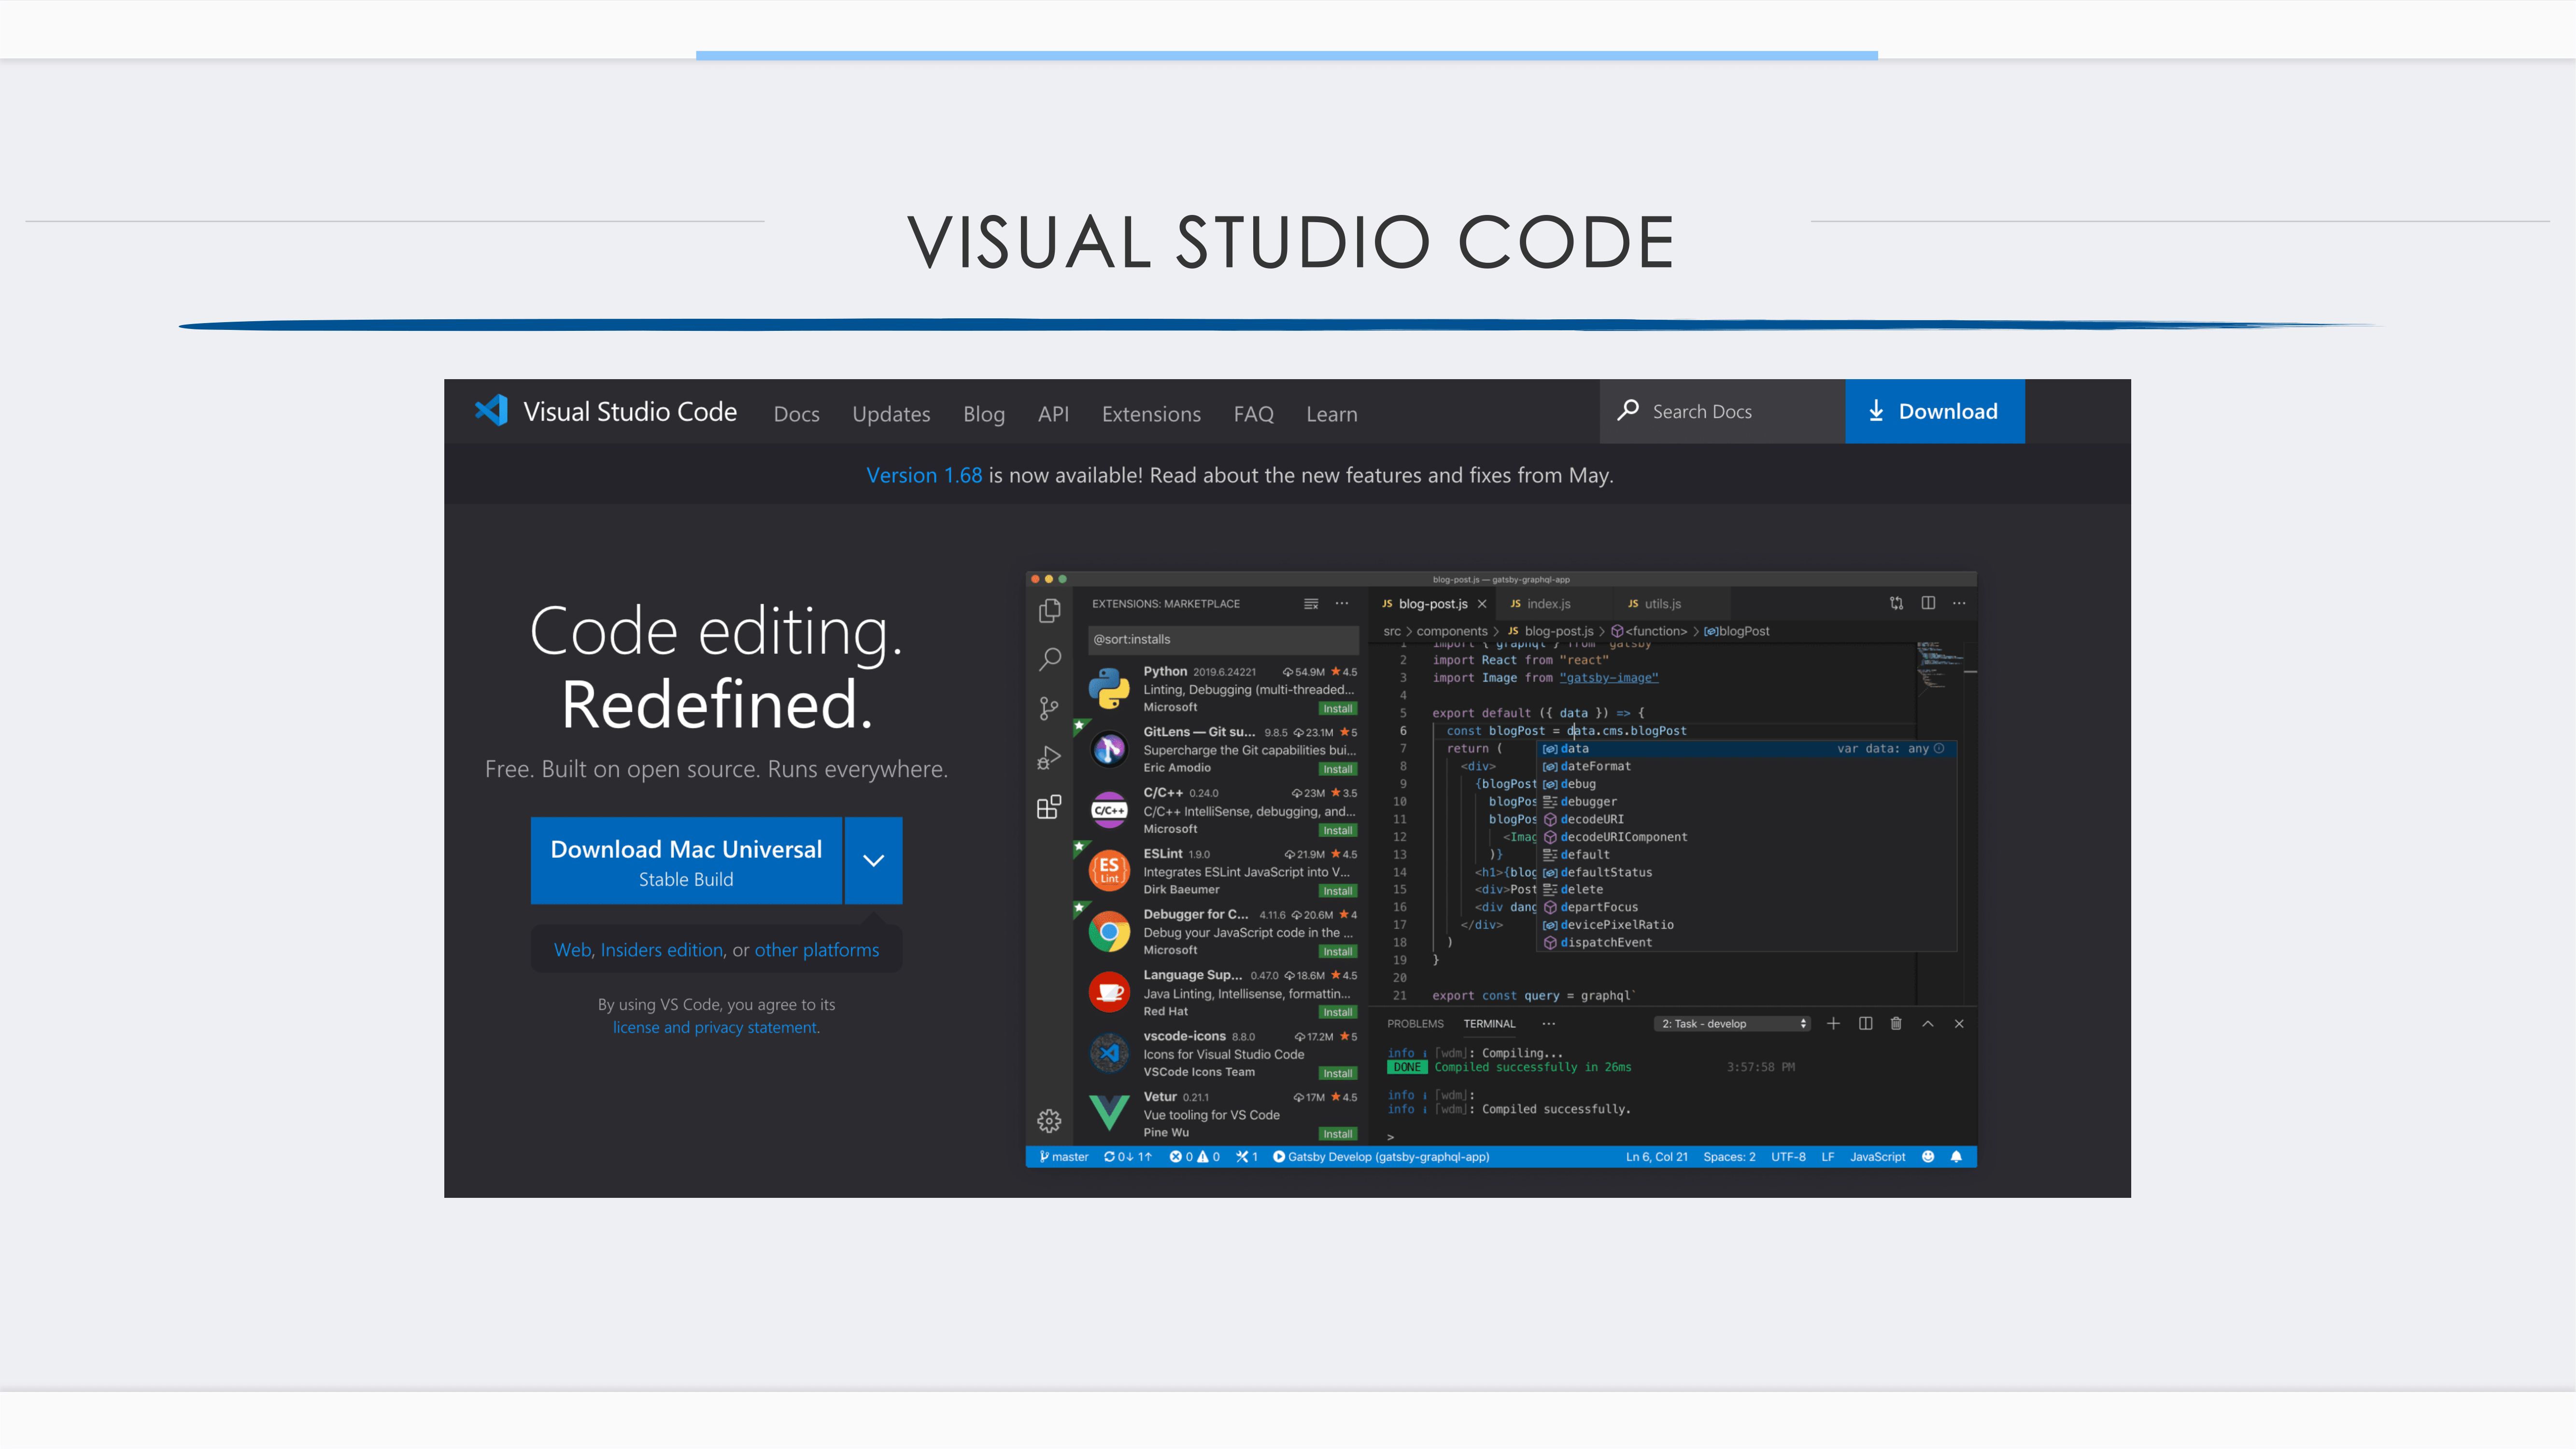 VISUAL STUDIO CODE
Visual Studio Code Docs Updates Blog API Extensions FAQ Learn Search Docs Download
Version 1.68 is now available! Read about the new features and fixes from May.
Code editing.
Redefined.
Free. Built on open source. Runs everywhere.
Download Mac Universal
Stable Build
Web, Insiders edition, or other platforms
By using VS Code, you agree to its
license and privacy statement.
blog-post.js — gatsby-graphql-app
EXTENSIONS: MARKETPLACE
@sort:installs
Python 2019.6.24221 54.9M ★4.5
Linting, Debugging (multi-threaded...
Microsoft Install
GitLens — Git su... 9.8.5 23.1M ★5
Supercharge the Git capabilities bui...
Eric Amodio Install
C/C++ 0.24.0 23M ★3.5
C/C++
C/C++ IntelliSense, debugging, and...
Microsoft Install
ESLint 1.9.0 21.9M ★4.5
ES
Lint
Integrates ESLint JavaScript into V...
Dirk Baeumer Install
Debugger for C... 4.11.6 20.6M ★4
Debug your JavaScript code in the ...
Microsoft Install
Language Sup... 0.47.0 18.6M ★4.5
Java Linting, Intellisense, formattin...
Red Hat Install
vscode-icons 8.8.0 17.2M ★5
Icons for Visual Studio Code
VSCode Icons Team Install
Vetur 0.21.1 17M ★4.5
Vue tooling for VS Code
Pine Wu Install
JS blog-post.js JS index.js JS utils.js
src > components > JS blog-post.js > <function> > blogPost
1 import { graphql } from "gatsby"
2 import React from "react"
3 import Image from "gatsby-image"
4
5 export default ({ data }) => {
6 const blogPost = data.cms.blogPost
7 return (
8 <div>
9 {blogPost
10 blogPos
11 blogPos
12 <Imag
13 )}
14 <h1>{blog
15 <div>Post
16 <div dang
17 </div>
18 )
19 }
20
21 export const query = graphql`
data var data: any
dateFormat
debug
debugger
decodeURI
decodeURIComponent
default
defaultStatus
delete
departFocus
devicePixelRatio
dispatchEvent
PROBLEMS TERMINAL ··· 2: Task - develop
info ℹ ｢wdm｣: Compiling...
DONE Compiled successfully in 26ms 3:57:58 PM
info ℹ ｢wdm｣:
info ℹ ｢wdm｣: Compiled successfully.
>
master 0↓ 1↑ 0 0 1 Gatsby Develop (gatsby-graphql-app) Ln 6, Col 21 Spaces: 2 UTF-8 LF JavaScript